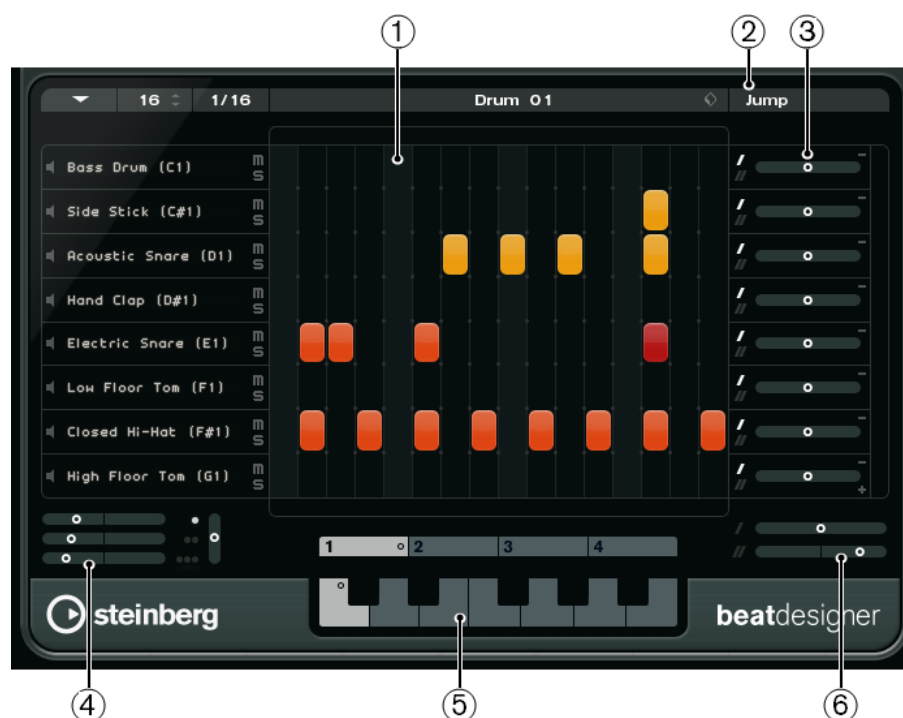 ① ② ③
16 1/16 Drum 01 Jump
Bass Drum (C1) m S
Side Stick (C#1) m S
Acoustic Snare (D1) m S
Hand Clap (D#1) m S
Electric Snare (E1) m S
Low Floor Tom (F1) m S
Closed Hi-Hat (F#1) m S
High Floor Tom (G1) m S
1 2 3 4
steinberg beatdesigner
④ ⑤ ⑥